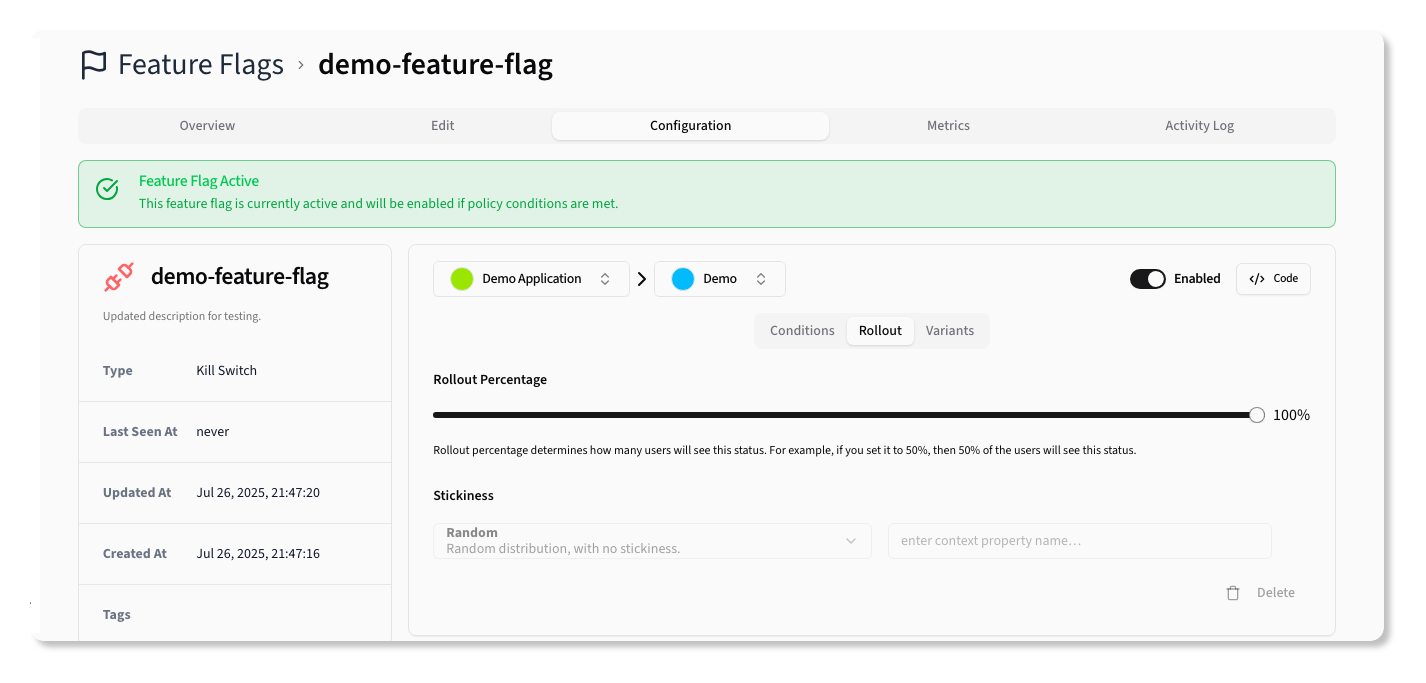 Feature Flags › demo-feature-flag
Overview Edit Configuration Metrics Activity Log
Feature Flag Active
This feature flag is currently active and will be enabled if policy conditions are met.
demo-feature-flag
Updated description for testing.
Type Kill Switch
Last Seen At never
Updated At Jul 26, 2025, 21:47:20
Created At Jul 26, 2025, 21:47:16
Tags
Demo Application Demo Enabled </> Code
Conditions Rollout Variants
Rollout Percentage
100%
Rollout percentage determines how many users will see this status. For example, if you set it to 50%, then 50% of the users will see this status.
Stickiness
Random
Random distribution, with no stickiness.
enter context property name...
Delete